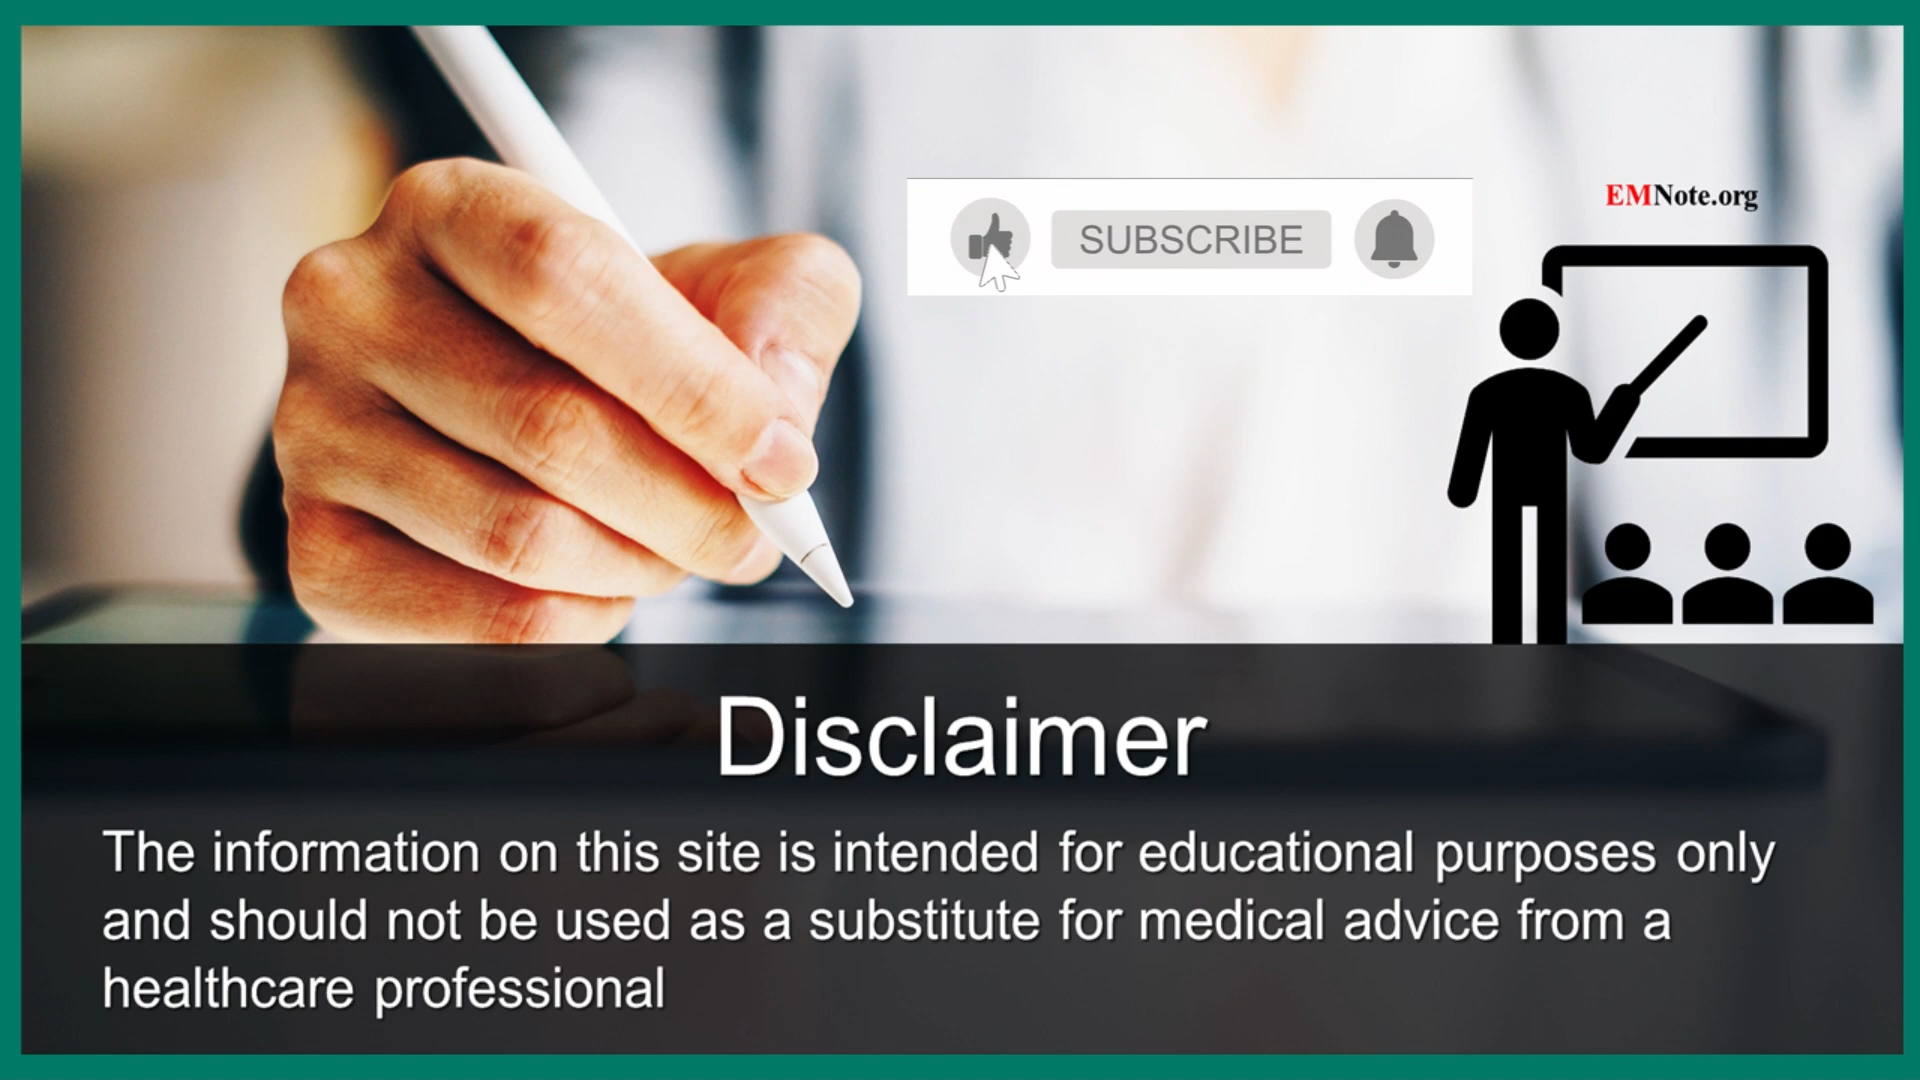 EMNote.org
SUBSCRIBE
Disclaimer
The information on this site is intended for educational purposes only
and should not be used as a substitute for medical advice from a
healthcare professional